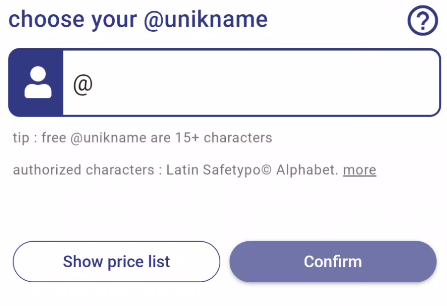 choose your @unikname
?
@
tip : free @unikname are 15+ characters
authorized characters : Latin Safetypo© Alphabet. more
Show price list
Confirm